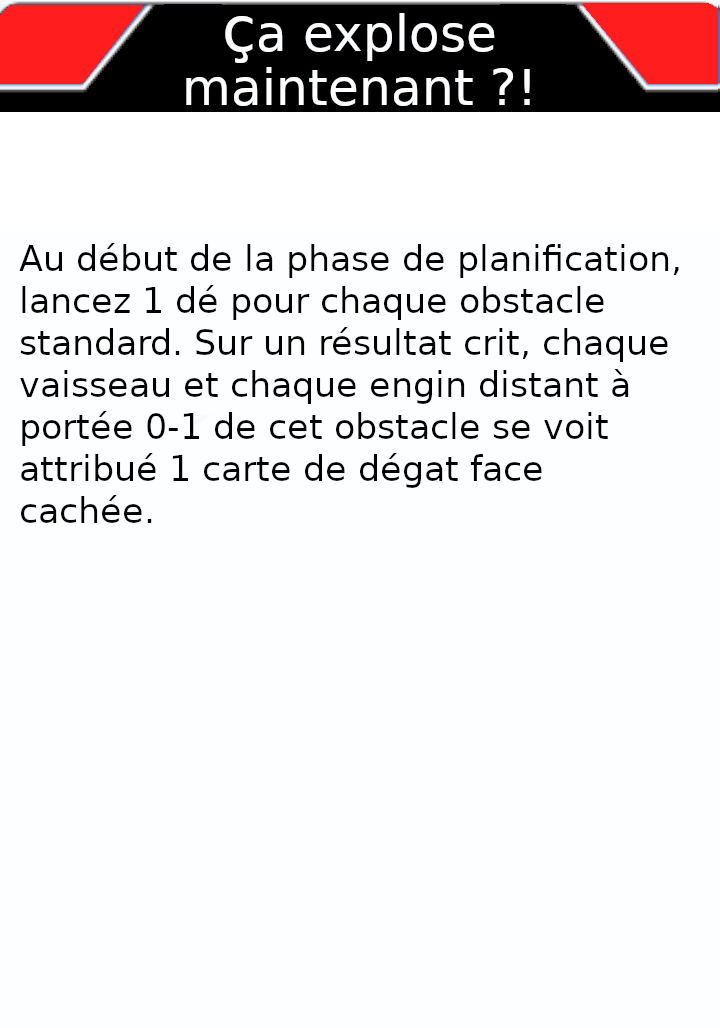 Ça explose
maintenant ?!
Au début de la phase de planification,
lancez 1 dé pour chaque obstacle
standard. Sur un résultat crit, chaque
vaisseau et chaque engin distant à
portée 0-1 de cet obstacle se voit
attribué 1 carte de dégat face
cachée.